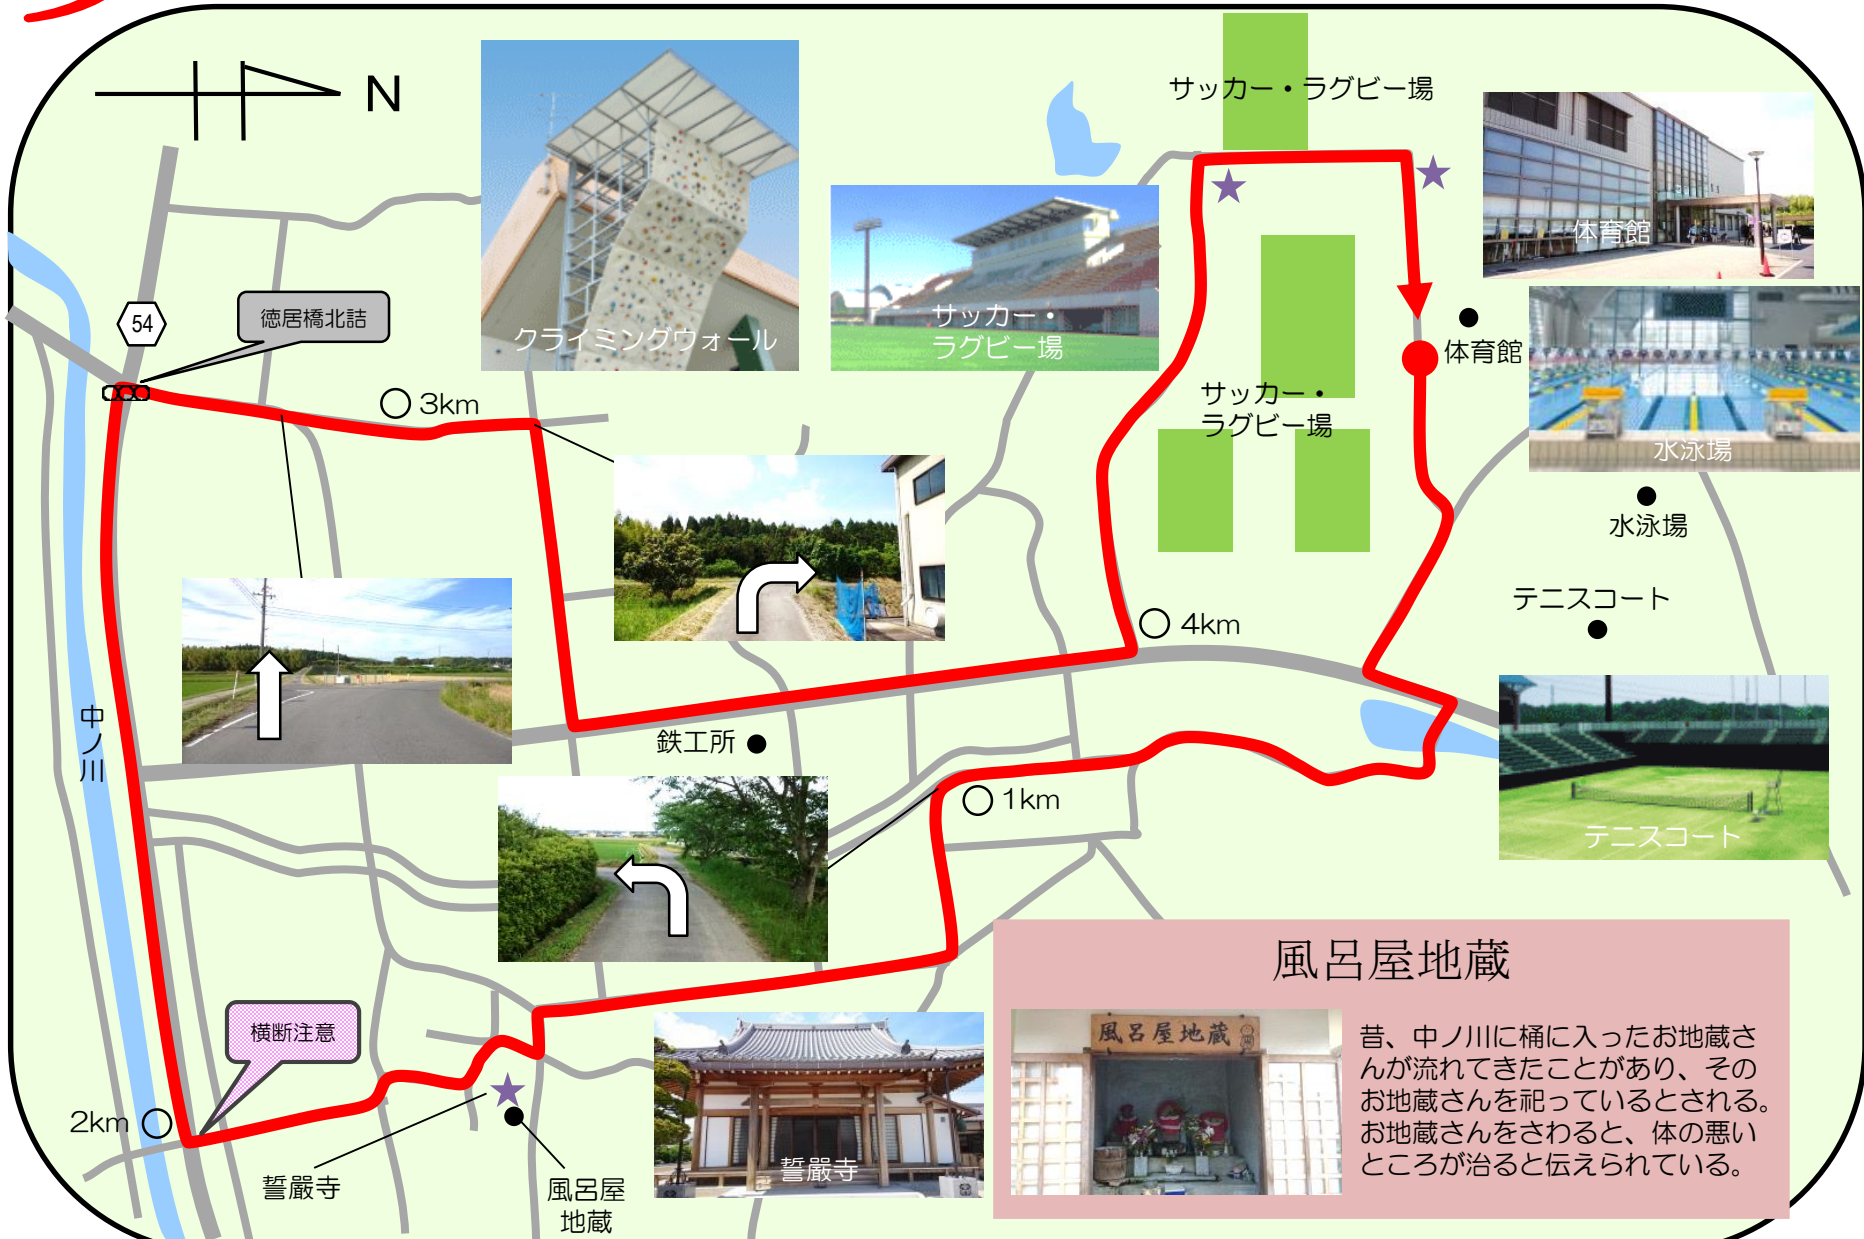 N
サッカー・ラグビー場
体育館
54
徳居橋北詰
クライミングウォール
サッカー・
ラグビー場
体育館
3km
サッカー・
ラグビー場
水泳場
水泳場
テニスコート
4km
中ノ川
鉄工所
1km
テニスコート
横断注意
2km
誓嚴寺
風呂屋
地蔵
誓嚴寺
風呂屋地蔵
風呂屋地蔵
昔、中ノ川に桶に入ったお地蔵さ
んが流れてきたことがあり、その
お地蔵さんを祀っているとされる。
お地蔵さんをさわると、体の悪い
ところが治ると伝えられている。